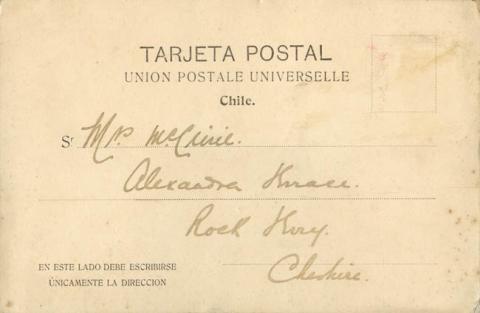 TARJETA POSTAL
UNION POSTALE UNIVERSELLE
Chile.
Sr Mrs
Alexandra Terrace.
Rock Ferry.
Cheshire.
EN ESTE LADO DEBE ESCRIBIRSE
ÚNICAMENTE LA DIRECCION